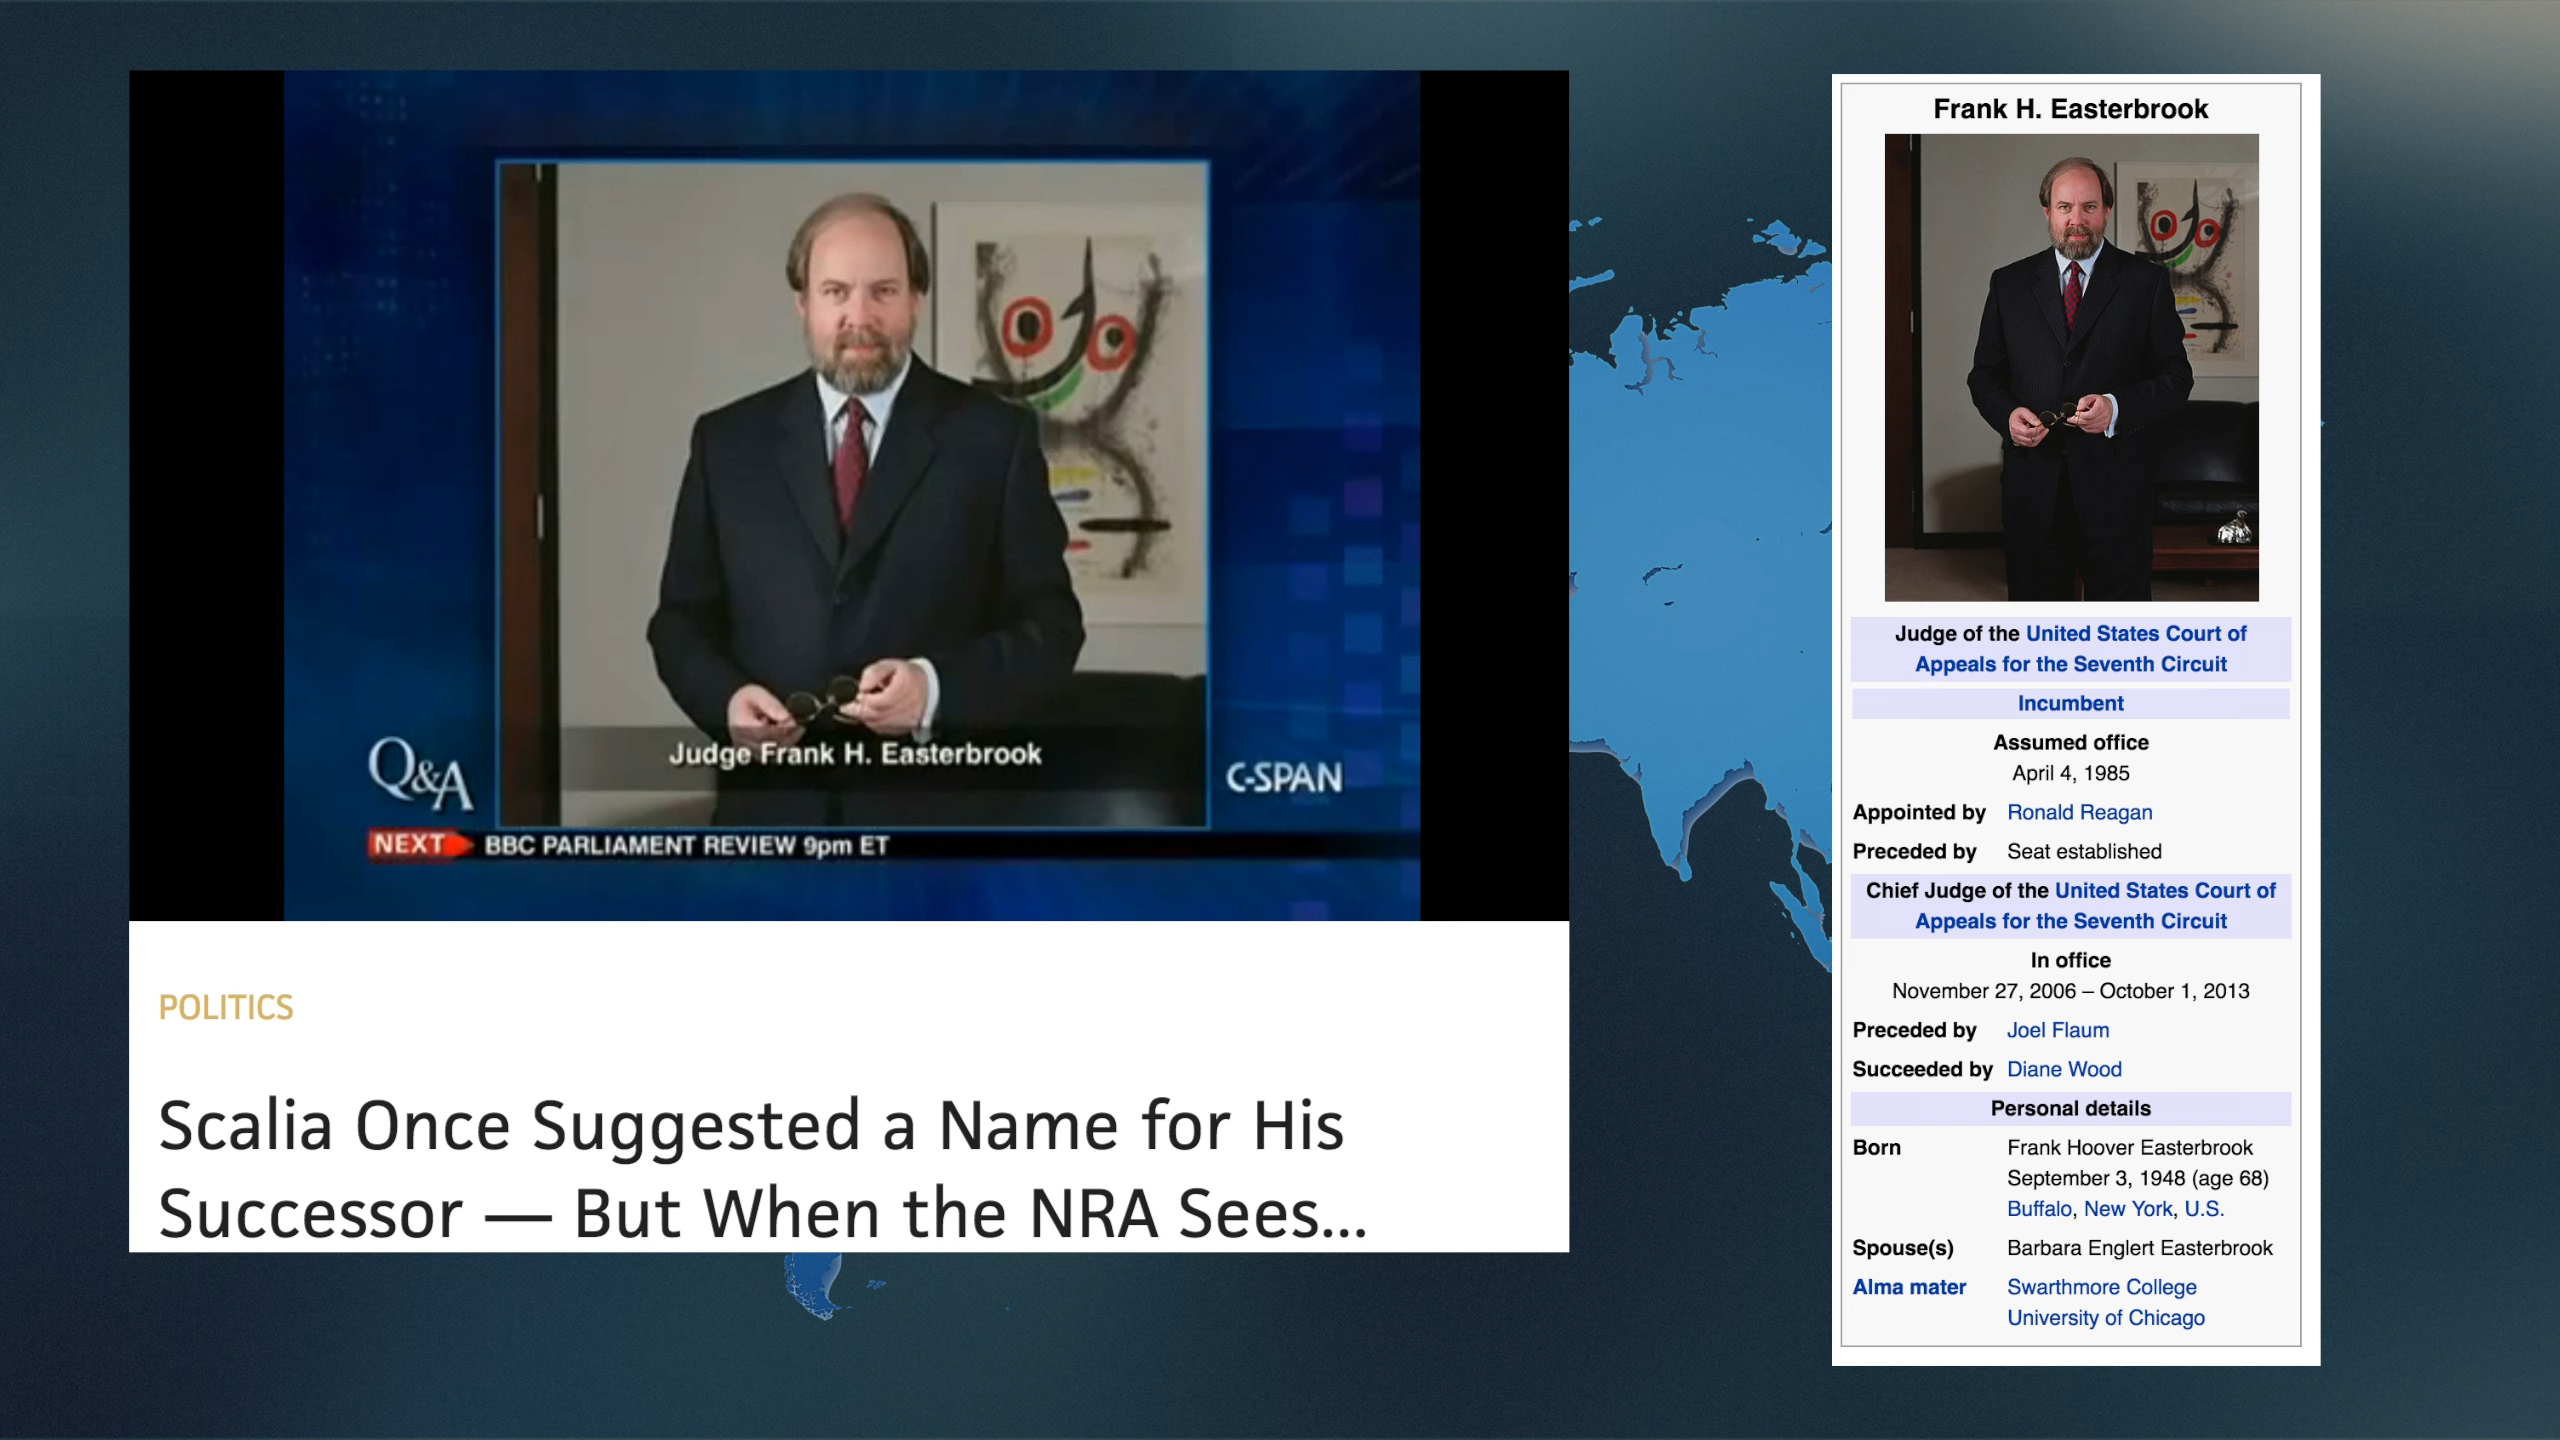 Judge Frank H. Easterbrook
Q&A
C-SPAN
NEXT BBC PARLIAMENT REVIEW 9pm ET
POLITICS
Scalia Once Suggested a Name for His
Successor — But When the NRA Sees...
Frank H. Easterbrook
Judge of the United States Court of
Appeals for the Seventh Circuit
Incumbent
Assumed office
April 4, 1985
Appointed by Ronald Reagan
Preceded by Seat established
Chief Judge of the United States Court of
Appeals for the Seventh Circuit
In office
November 27, 2006 – October 1, 2013
Preceded by Joel Flaum
Succeeded by Diane Wood
Personal details
Born Frank Hoover Easterbrook
September 3, 1948 (age 68)
Buffalo, New York, U.S.
Spouse(s) Barbara Englert Easterbrook
Alma mater Swarthmore College
University of Chicago